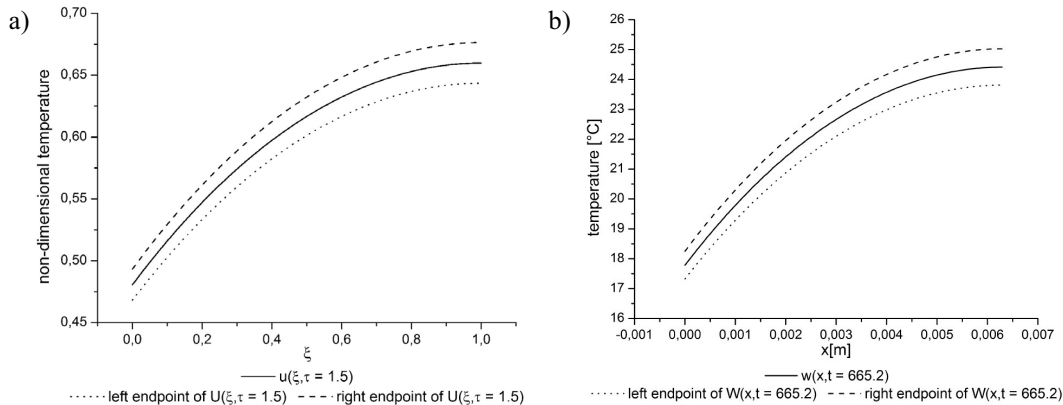 a)
0,70
0,65
0,60
0,55
0,50
0,45
non-dimensional temperature
0,0 0,2 0,4 0,6 0,8 1,0
ξ
u(ξ,τ = 1.5)
left endpoint of U(ξ,τ = 1.5) right endpoint of U(ξ,τ = 1.5)
b)
26
25
24
23
22
21
20
19
18
17
16
temperature [°C]
-0,001 0,000 0,001 0,002 0,003 0,004 0,005 0,006 0,007
x[m]
w(x,t = 665.2)
left endpoint of W(x,t = 665.2) right endpoint of W(x,t = 665.2)